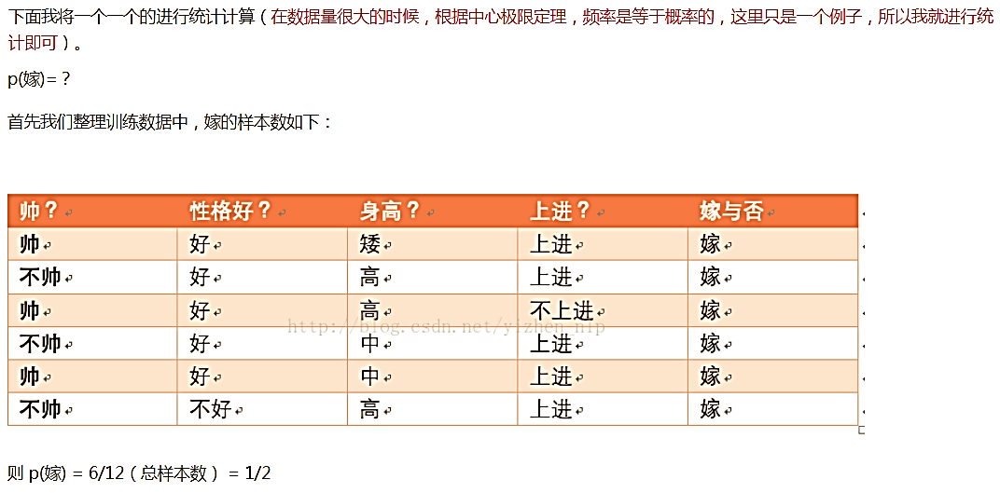 下面我将一个一个的进行统计计算（在数据量很大的时候，根据中心极限定理，频率是等于概率的，这里只是一个例子，所以我就进行统
计即可）。
p(嫁)=？
首先我们整理训练数据中，嫁的样本数如下：
帅？ 性格好？ 身高？ 上进？ 嫁与否
帅 好 矮 上进 嫁
不帅 好 高 上进 嫁
帅 好 高 不上进 嫁
http://blog.csdn.net/yizhen_nlp
不帅 好 中 上进 嫁
帅 好 中 上进 嫁
不帅 不好 高 上进 嫁
则 p(嫁) = 6/12（总样本数） = 1/2